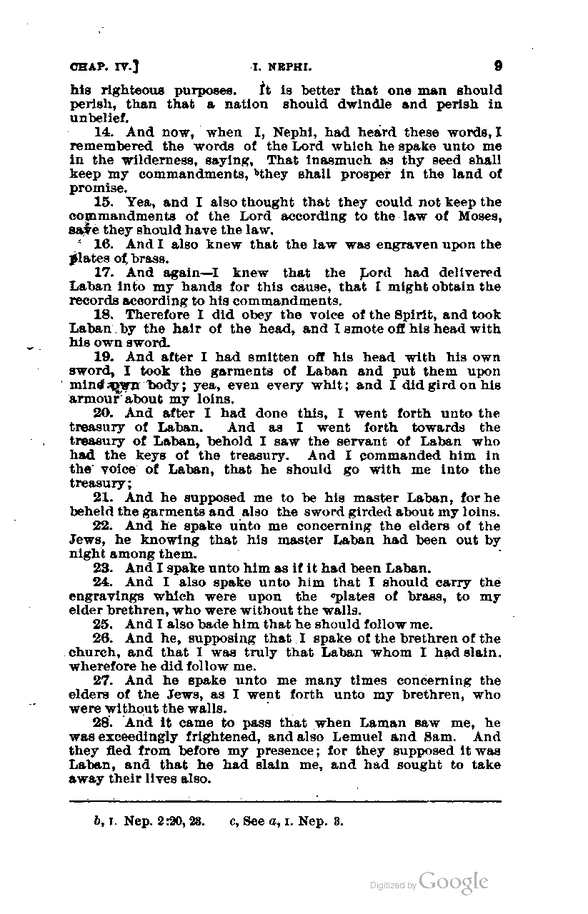 CHAP. IV.] I. NEPHI. 9
his righteous purposes. It is better that one man should
perish, than that a nation should dwindle and perish in
unbelief.
14. And now, when I, Nephi, had heard these words, I
remembered the words of the Lord which he spake unto me
in the wilderness, saying, That inasmuch as thy seed shall
keep my commandments, bthey shall prosper in the land of
promise.
15. Yea, and I also thought that they could not keep the
commandments of the Lord according to the law of Moses,
save they should have the law.
16. And I also knew that the law was engraven upon the
plates of brass.
17. And again—I knew that the Lord had delivered
Laban into my hands for this cause, that I might obtain the
records according to his commandments.
18. Therefore I did obey the voice of the Spirit, and took
Laban by the hair of the head, and I smote off his head with
his own sword.
19. And after I had smitten off his head with his own
sword, I took the garments of Laban and put them upon
mine own body; yea, even every whit; and I did gird on his
armour about my loins.
20. And after I had done this, I went forth unto the
treasury of Laban. And as I went forth towards the
treasury of Laban, behold I saw the servant of Laban who
had the keys of the treasury. And I commanded him in
the voice of Laban, that he should go with me into the
treasury;
21. And he supposed me to be his master Laban, for he
beheld the garments and also the sword girded about my loins.
22. And he spake unto me concerning the elders of the
Jews, he knowing that his master Laban had been out by
night among them.
23. And I spake unto him as if it had been Laban.
24. And I also spake unto him that I should carry the
engravings which were upon the cplates of brass, to my
elder brethren, who were without the walls.
25. And I also bade him that he should follow me.
26. And he, supposing that I spake of the brethren of the
church, and that I was truly that Laban whom I had slain,
wherefore he did follow me.
27. And he spake unto me many times concerning the
elders of the Jews, as I went forth unto my brethren, who
were without the walls.
28. And it came to pass that when Laman saw me, he
was exceedingly frightened, and also Lemuel and Sam. And
they fled from before my presence; for they supposed it was
Laban, and that he had slain me, and had sought to take
away their lives also.
b, I. Nep. 2:20, 23. c, See a, I. Nep. 3.
Digitized by Google